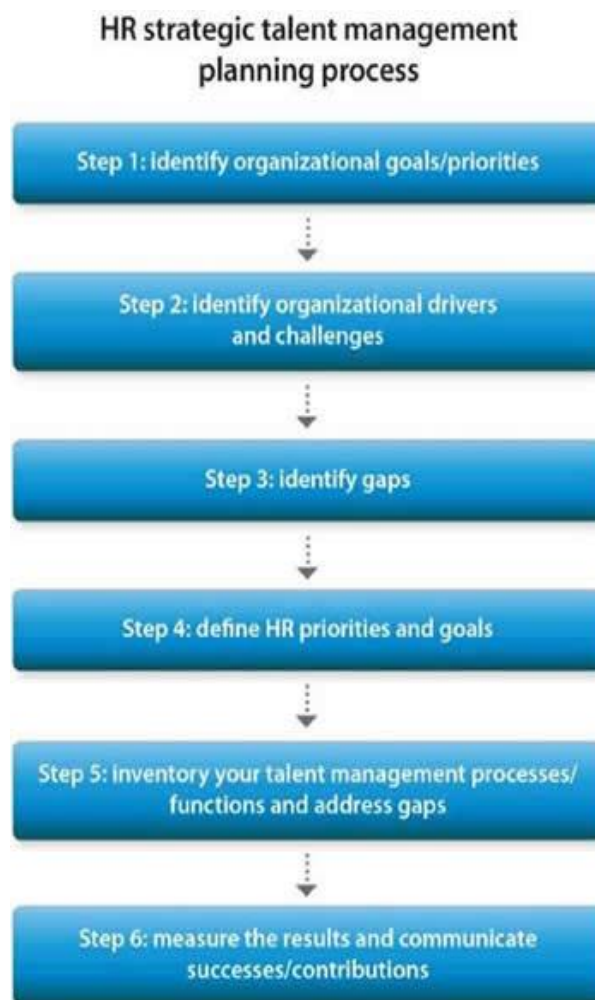 HR strategic talent management
planning process
Step 1: identify organizational goals/priorities
Step 2: identify organizational drivers
and challenges
Step 3: identify gaps
Step 4: define HR priorities and goals
Step 5: inventory your talent management processes/
functions and address gaps
Step 6: measure the results and communicate
successes/contributions